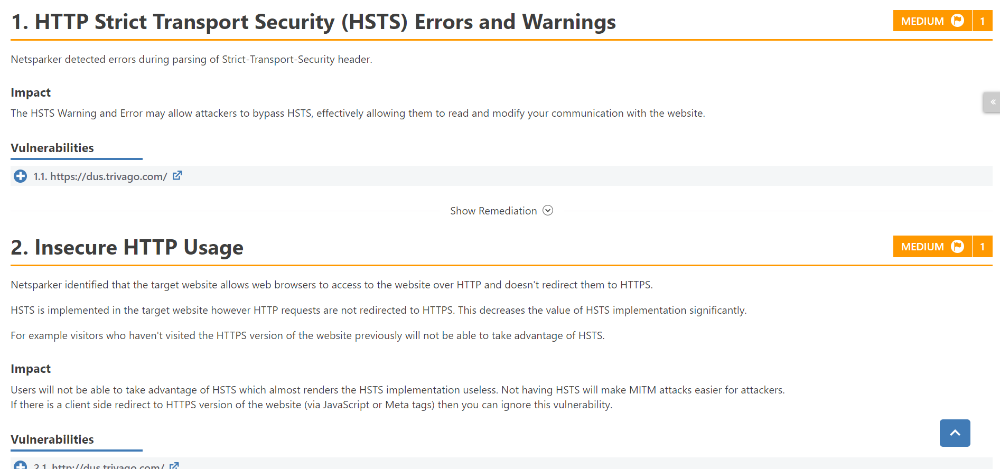 1. HTTP Strict Transport Security (HSTS) Errors and Warnings
MEDIUM 1
Netsparker detected errors during parsing of Strict-Transport-Security header.
Impact
The HSTS Warning and Error may allow attackers to bypass HSTS, effectively allowing them to read and modify your communication with the website.
«
Vulnerabilities
1.1. https://dus.trivago.com/
Show Remediation
2. Insecure HTTP Usage
MEDIUM 1
Netsparker identified that the target website allows web browsers to access to the website over HTTP and doesn't redirect them to HTTPS.
HSTS is implemented in the target website however HTTP requests are not redirected to HTTPS. This decreases the value of HSTS implementation significantly.
For example visitors who haven't visited the HTTPS version of the website previously will not be able to take advantage of HSTS.
Impact
Users will not be able to take advantage of HSTS which almost renders the HSTS implementation useless. Not having HSTS will make MITM attacks easier for attackers.
If there is a client side redirect to HTTPS version of the website (via JavaScript or Meta tags) then you can ignore this vulnerability.
Vulnerabilities
2.1. http://dus.trivago.com/